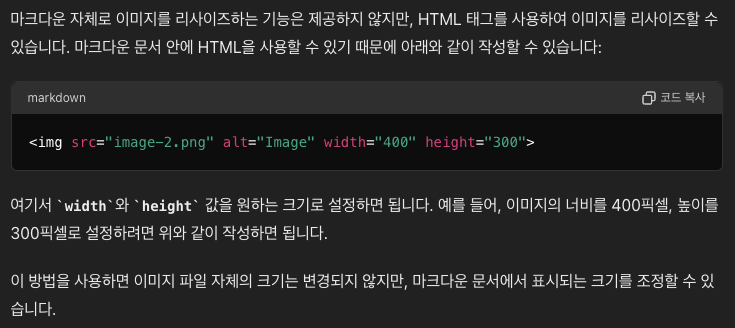 마크다운 자체로 이미지를 리사이즈하는 기능은 제공하지 않지만, HTML 태그를 사용하여 이미지를 리사이즈할 수
있습니다. 마크다운 문서 안에 HTML을 사용할 수 있기 때문에 아래와 같이 작성할 수 있습니다:
markdown 코드 복사
<img src="image-2.png" alt="Image" width="400" height="300">
여기서 `width`와 `height` 값을 원하는 크기로 설정하면 됩니다. 예를 들어, 이미지의 너비를 400픽셀, 높이를
300픽셀로 설정하려면 위와 같이 작성하면 됩니다.
이 방법을 사용하면 이미지 파일 자체의 크기는 변경되지 않지만, 마크다운 문서에서 표시되는 크기를 조정할 수 있
습니다.